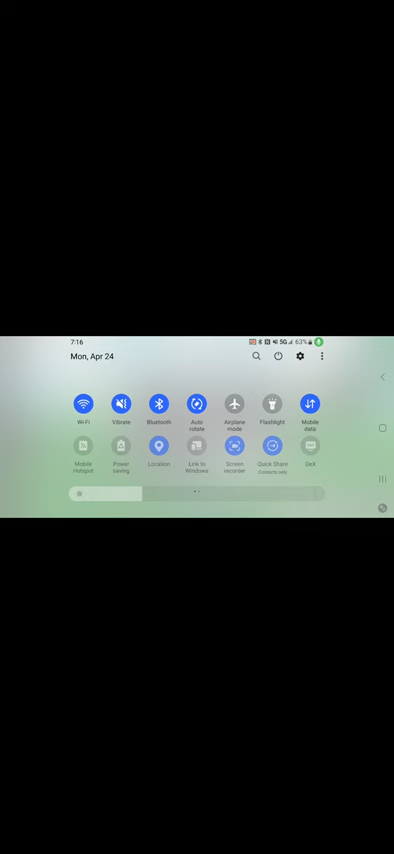 7:16
5G 63%
Mon, Apr 24
Wi-Fi Vibrate Bluetooth Auto rotate Airplane mode Flashlight Mobile data
Mobile Hotspot Power saving Location Link to Windows Screen recorder Quick Share DeX
Contacts only